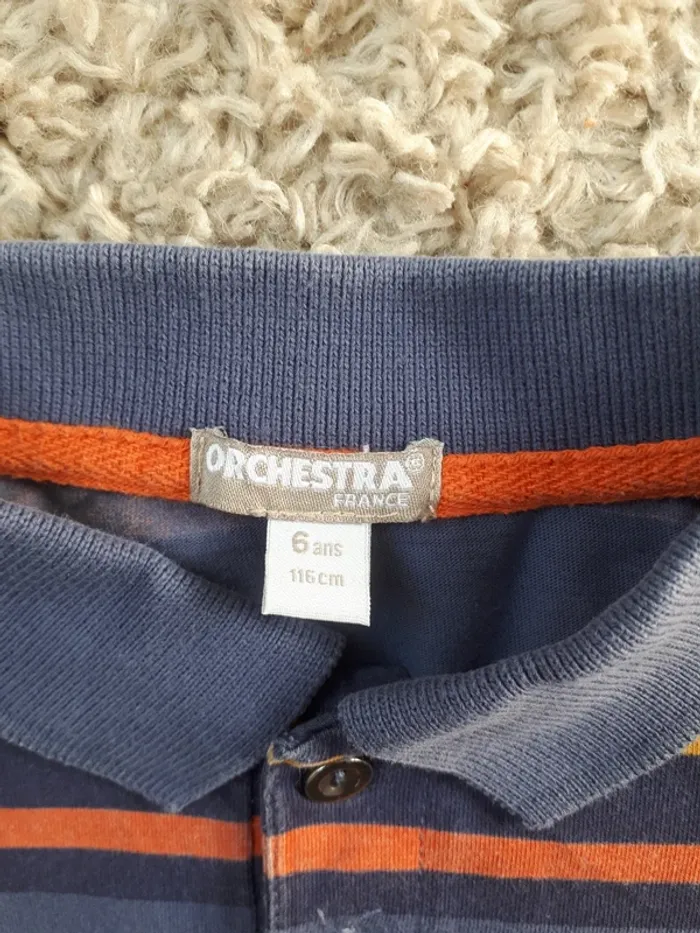 ORCHESTRA
FRANCE
6 ans
116 cm